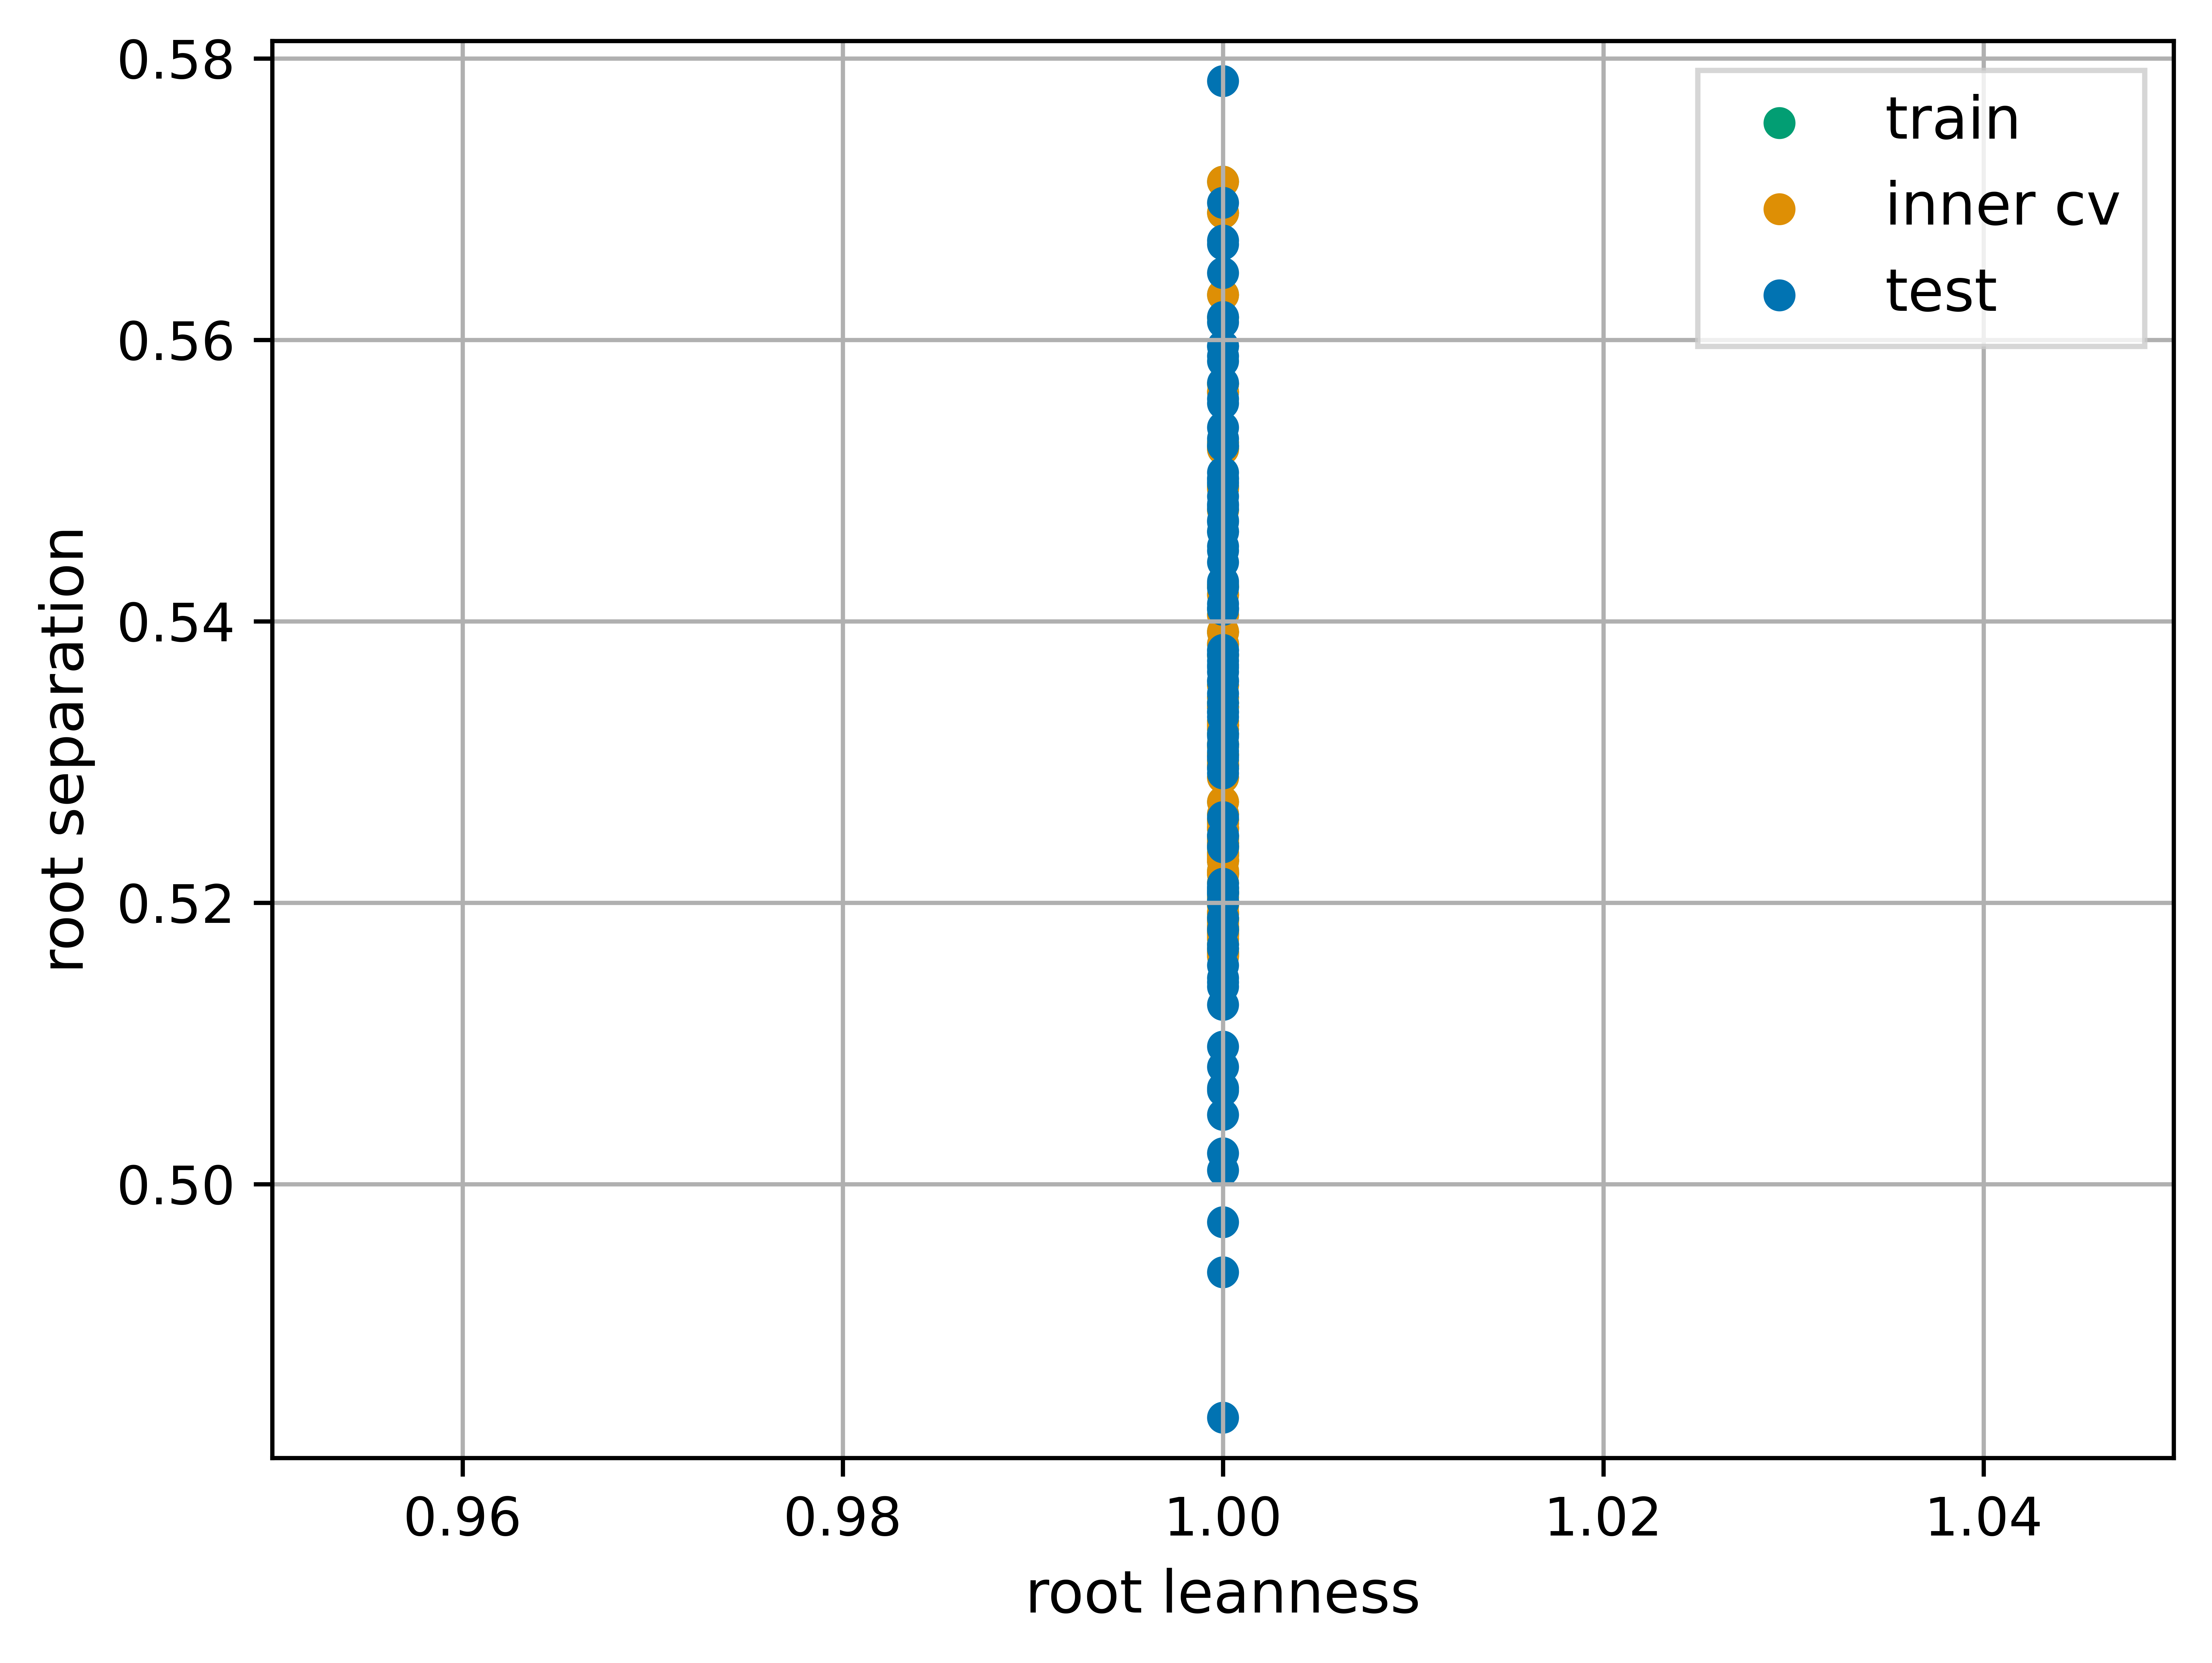 0.58
0.56
0.54
0.52
0.50
root separation
train
inner cv
test
0.96 0.98 1.00 1.02 1.04
root leanness